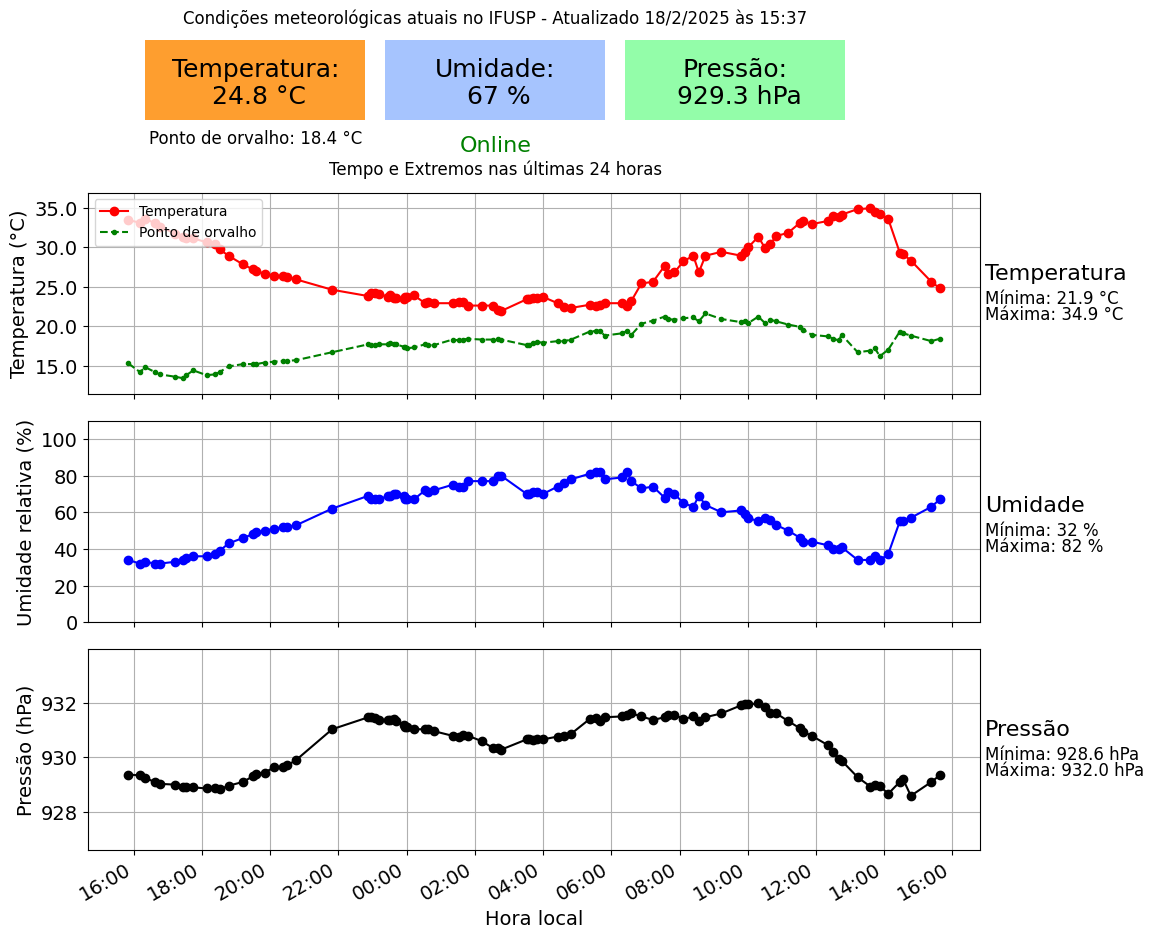 Condições meteorológicas atuais no IFUSP - Atualizado 18/2/2025 às 15:37
Temperatura:
24.8 °C
Umidade:
67 %
Pressão:
929.3 hPa
Ponto de orvalho: 18.4 °C
Online
Tempo e Extremos nas últimas 24 horas
Temperatura (°C)
35.0
30.0
25.0
20.0
15.0
Temperatura
Ponto de orvalho
Temperatura
Mínima: 21.9 °C
Máxima: 34.9 °C
Umidade relativa (%)
100
80
60
40
20
0
Umidade
Mínima: 32 %
Máxima: 82 %
Pressão (hPa)
932
930
928
Pressão
Mínima: 928.6 hPa
Máxima: 932.0 hPa
16:00 18:00 20:00 22:00 00:00 02:00 04:00 06:00 08:00 10:00 12:00 14:00 16:00
Hora local